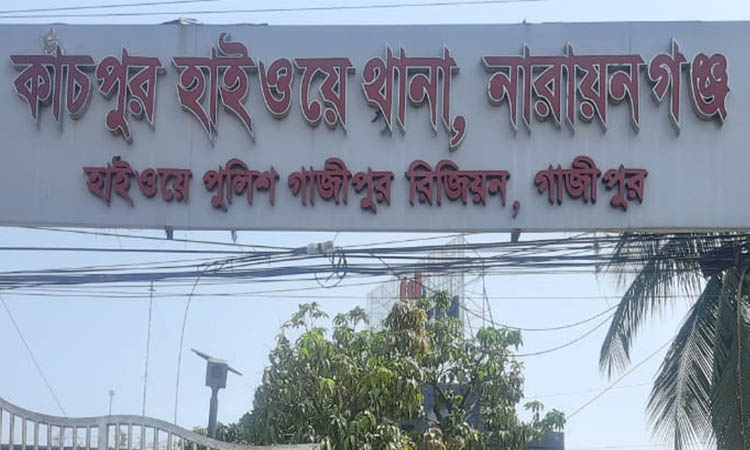 কাঁচপুর হাইওয়ে থানা, নারায়নগঞ্জ
হাইওয়ে পুলিশ গাজীপুর রিজিয়ন, গাজীপুর